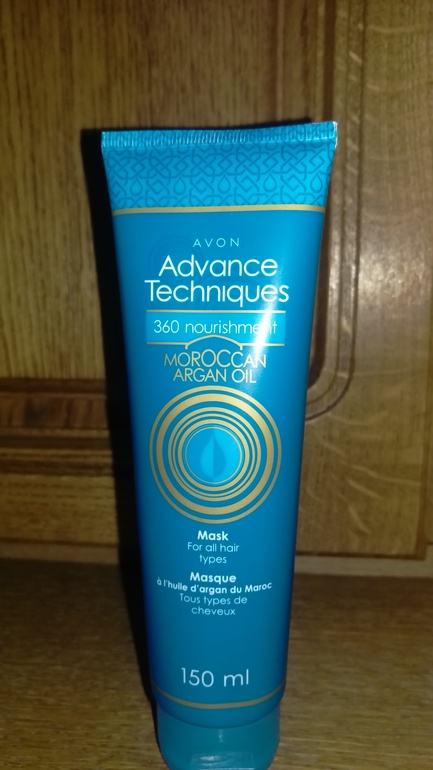 AVON
Advance
Techniques
360 nourishment
MOROCCAN
ARGAN OIL
Mask
For all hair
types
Masque
à l'huile d'argan du Maroc
Tous types de
cheveux
150 ml